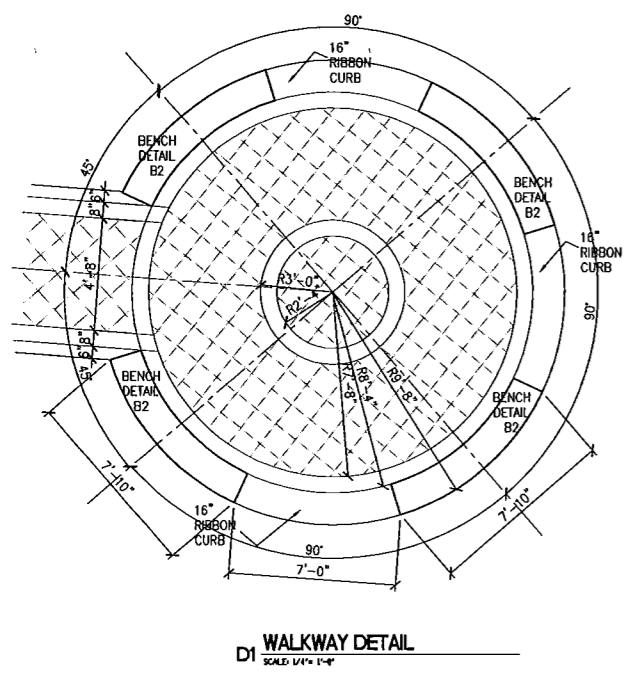 90°
16"
RIBBON
CURB
BENCH
DETAIL
B2
45°
BENCH
DETAIL
B2
8"6"
16"
RIBBON
CURB
4'-8"
R3'-0"
R2'
90°
R7'-8"
R8'-4"
R9'-8"
6"8"
45°
BENCH
DETAIL
B2
BENCH
DETAIL
B2
7'-10"
16"
RIBBON
CURB
7'-10"
90°
7'-0"
D1 WALKWAY DETAIL
SCALE: 1/4"= 1'-0"